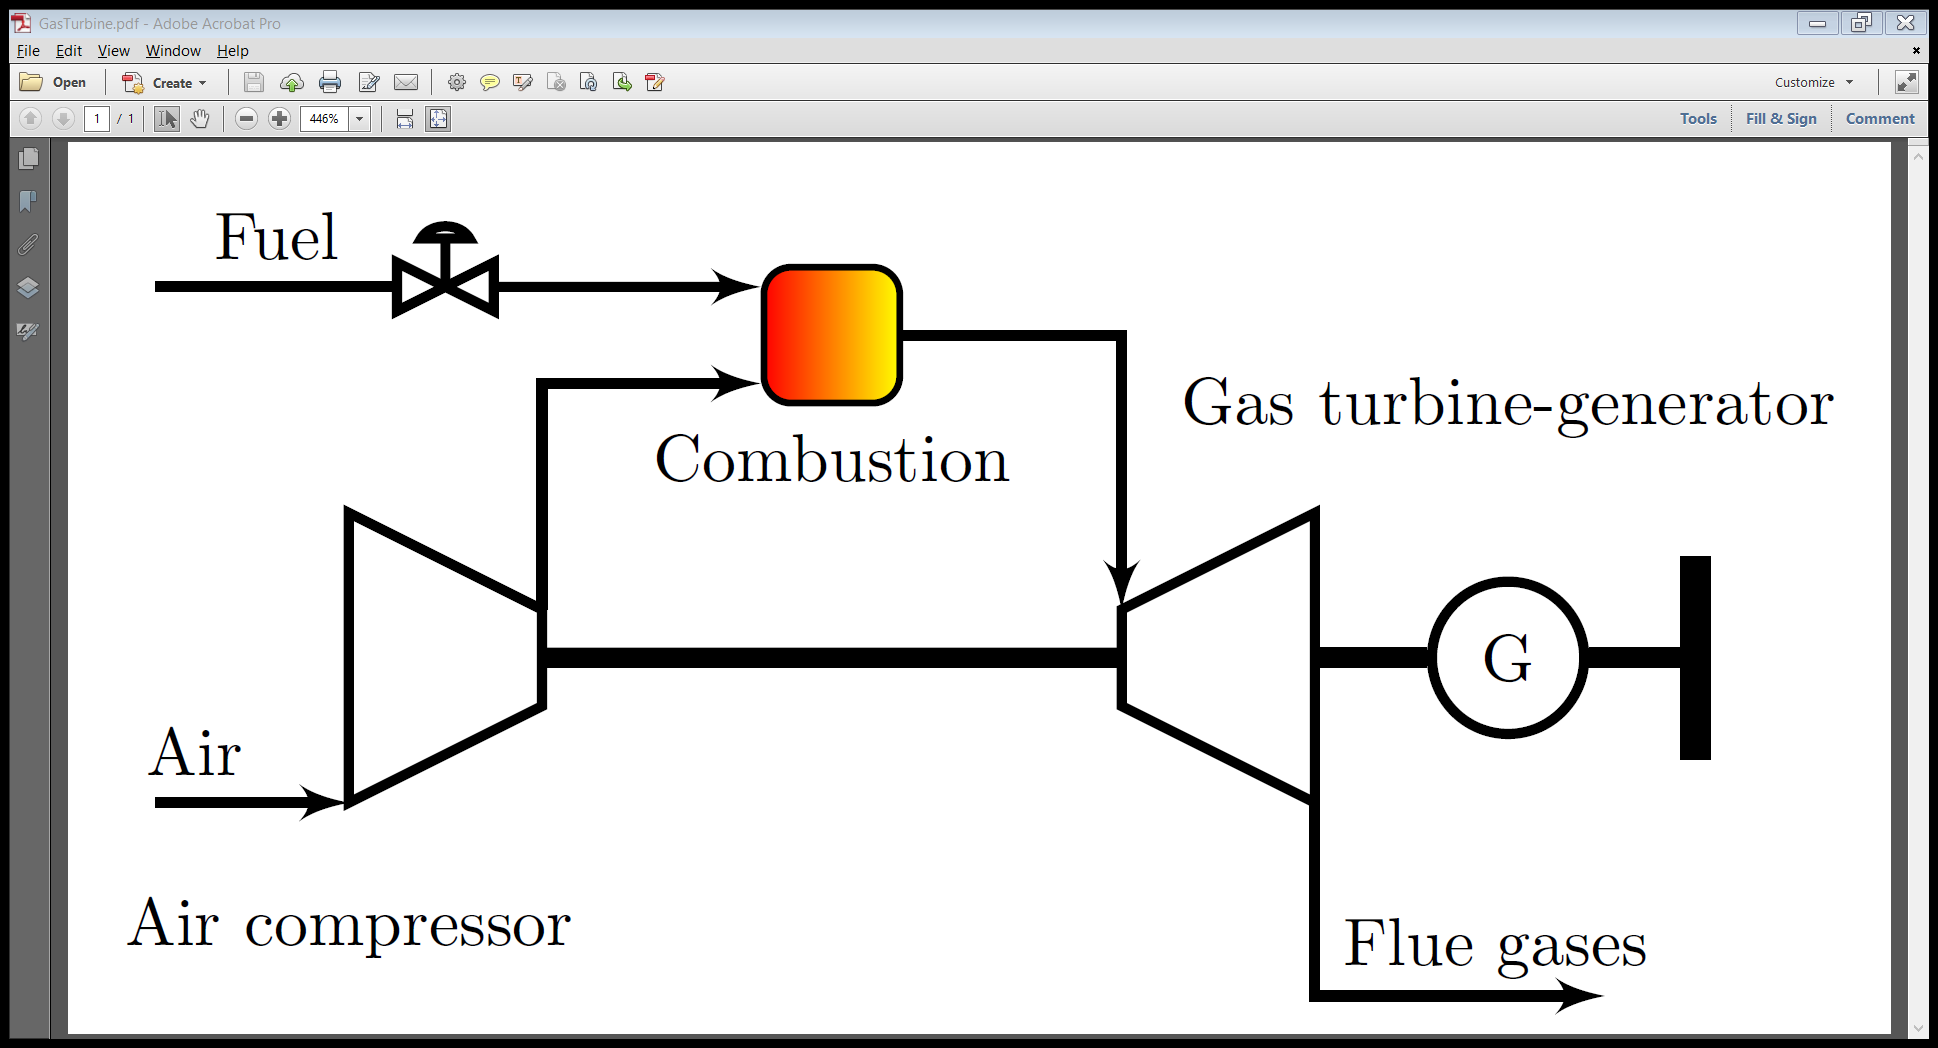 GasTurbine.pdf - Adobe Acrobat Pro
File Edit View Window Help
Open Create Customize
1 / 1 446% Tools Fill & Sign Comment
Fuel
Gas turbine-generator
Combustion
G
Air
Air compressor
Flue gases